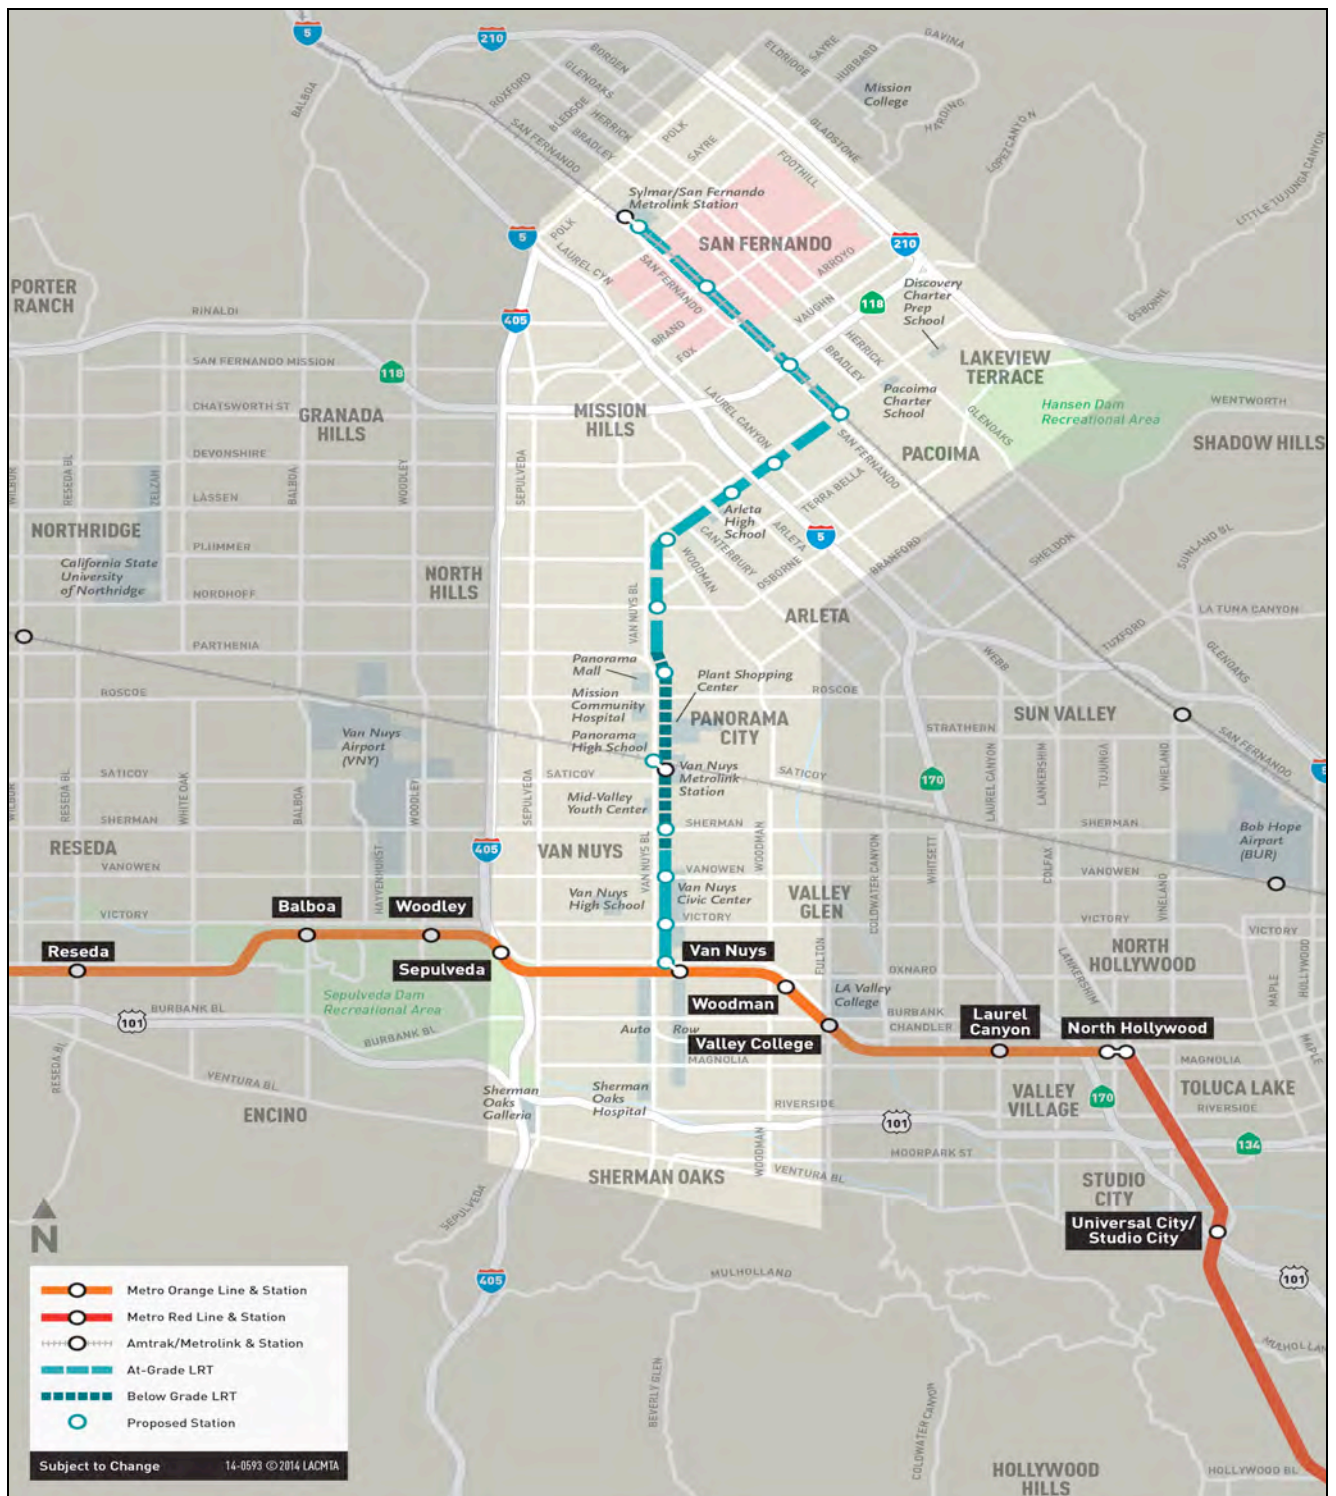 5
210
BORDEN
GLENOAKS
ROXFORD
BLEDSOE
HERRICK
BRADLEY
SAN FERNANDO
BALBOA
POLK
SAYRE
ELDRIDGE
SAYRE
HUBBARD
GAVINA
Mission
College
HARDING
GLADSTONE
FOOTHILL
LOPEZ CANYON
LITTLE TUJUNGA CANYON
Sylmar/San Fernando
Metrolink Station
5
POLK
LAUREL CYN
SAN FERNANDO
SAN FERNANDO
ARROYO
210
PORTER
RANCH
RINALDI
405
BRAND
FOX
VAUGHN
118
Discovery
Charter
Prep
School
OSBORNE
SAN FERNANDO MISSION
118
HERRICK
BRADLEY
LAKEVIEW
TERRACE
CHATSWORTH ST
GRANADA
HILLS
MISSION
HILLS
LAUREL CANYON
Pacoima
Charter
School
GLENOAKS
Hansen Dam
Recreational Area
WENTWORTH
SHADOW HILLS
DEVONSHIRE
SAN FERNANDO
PACOIMA
WILBUR
RESEDA BL
ZELZAH
BALBOA
WOODLEY
SEPULVEDA
LASSEN
TERRA BELLA
NORTHRIDGE
Arleta
High
School
ARLETA
5
PLUMMER
CANTERBURY
OSBORNE
BRANFORD
SHELDON
SUNLAND BL
California State
University
of Northridge
NORTH
HILLS
WOODMAN
NORDHOFF
VAN NUYS BL
ARLETA
LA TUNA CANYON
PARTHENIA
TUXFORD
WEBB
GLENOAKS
Panorama
Mall
Plant Shopping
Center
ROSCOE
ROSCOE
Mission
Community
Hospital
PANORAMA
CITY
SUN VALLEY
STRATHERN
Van Nuys
Airport
(VNY)
Panorama
High School
SAN FERNANDO
SATICOY
SATICOY
Van Nuys
Metrolink
Station
SATICOY
170
5
RESEDA BL
WHITE OAK
BALBOA
WOODLEY
SEPULVEDA
Mid-Valley
Youth Center
LAUREL CANYON
LANKERSHIM
TUJUNGA
VINELAND
WILBUR
SHERMAN
SHERMAN
SHERMAN
Bob Hope
Airport
(BUR)
RESEDA
405
VAN NUYS
VAN NUYS BL
WOODMAN
COLDWATER CANYON
WHITSETT
COLFAX
VANOWEN
VANOWEN
VANOWEN
HAYVENHURST
Van Nuys
High School
Van Nuys
Civic Center
VALLEY
GLEN
VINELAND
VICTORY
Balboa
Woodley
VICTORY
VICTORY
VICTORY
Reseda
Sepulveda
Van Nuys
FULTON
OXNARD
LANKERSHIM
NORTH
HOLLYWOOD
MAPLE
HOLLYWOOD
Sepulveda Dam
Recreational Area
Woodman
LA Valley
College
BURBANK BL
101
BURBANK BL
Auto
Row
Valley College
BURBANK
CHANDLER
Laurel
Canyon
North Hollywood
MAPLE
RESEDA BL
VENTURA BL
MAGNOLIA
MAGNOLIA
Sherman
Oaks
Galleria
Sherman
Oaks
Hospital
RIVERSIDE
VALLEY
VILLAGE
170
TOLUCA LAKE
RIVERSIDE
ENCINO
101
134
WOODMAN
MOORPARK ST
SHERMAN OAKS
VENTURA BL
STUDIO
CITY
SEPULVEDA
Universal City/
Studio City
N
405
MULHOLLAND
101
MULHOLLAN
BEVERLY GLEN
COLDWATER CANYON
HOLLYWOOD
HILLS
HOLLYWOOD BL
Metro Orange Line & Station
Metro Red Line & Station
Amtrak/Metrolink & Station
At-Grade LRT
Below Grade LRT
Proposed Station
Subject to Change
14-0593 © 2014 LACMTA